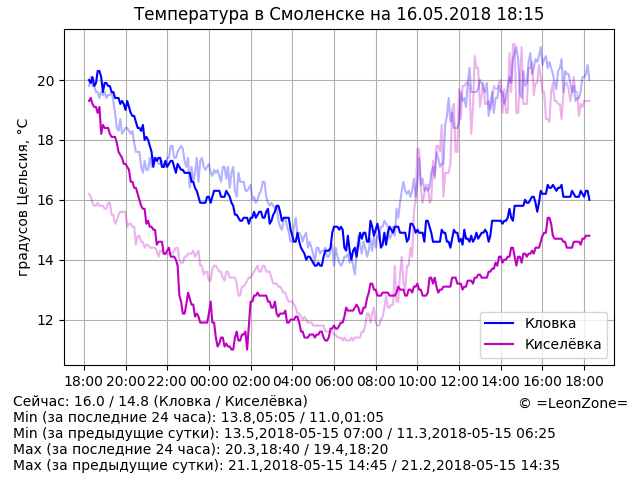 Температура в Смоленске на 16.05.2018 18:15
градусов Цельсия, °C
20
18
16
14
12
18:00 20:00 22:00 00:00 02:00 04:00 06:00 08:00 10:00 12:00 14:00 16:00 18:00
Кловка
Киселёвка
Сейчас: 16.0 / 14.8 (Кловка / Киселёвка)
© =LeonZone=
Min (за последние 24 часа): 13.8,05:05 / 11.0,01:05
Min (за предыдущие сутки): 13.5,2018-05-15 07:00 / 11.3,2018-05-15 06:25
Max (за последние 24 часа): 20.3,18:40 / 19.4,18:20
Max (за предыдущие сутки): 21.1,2018-05-15 14:45 / 21.2,2018-05-15 14:35